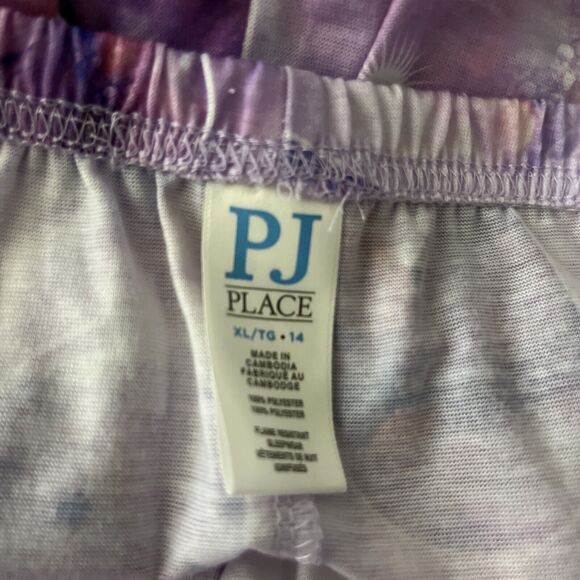 PJ
PLACE
XL/TG • 14
MADE IN
CAMBODIA
FABRIQUÉ AU
CAMBODGE
100% POLYESTER
100% POLYESTER
FLAME RESISTANT
SLEEPWEAR
VÊTEMENTS DE NUIT